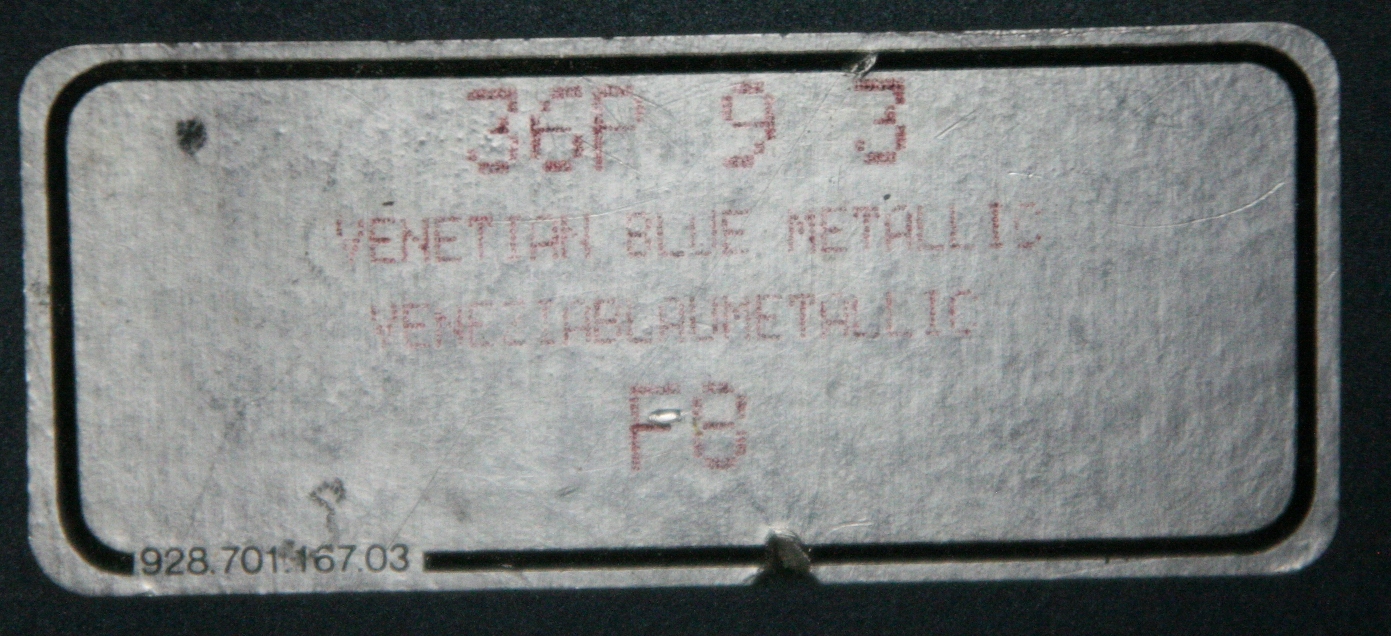 36P 9 3
VENETIAN BLUE METALLIC
VENEZIABLAUMETALLIC
F8
928.701.167.03